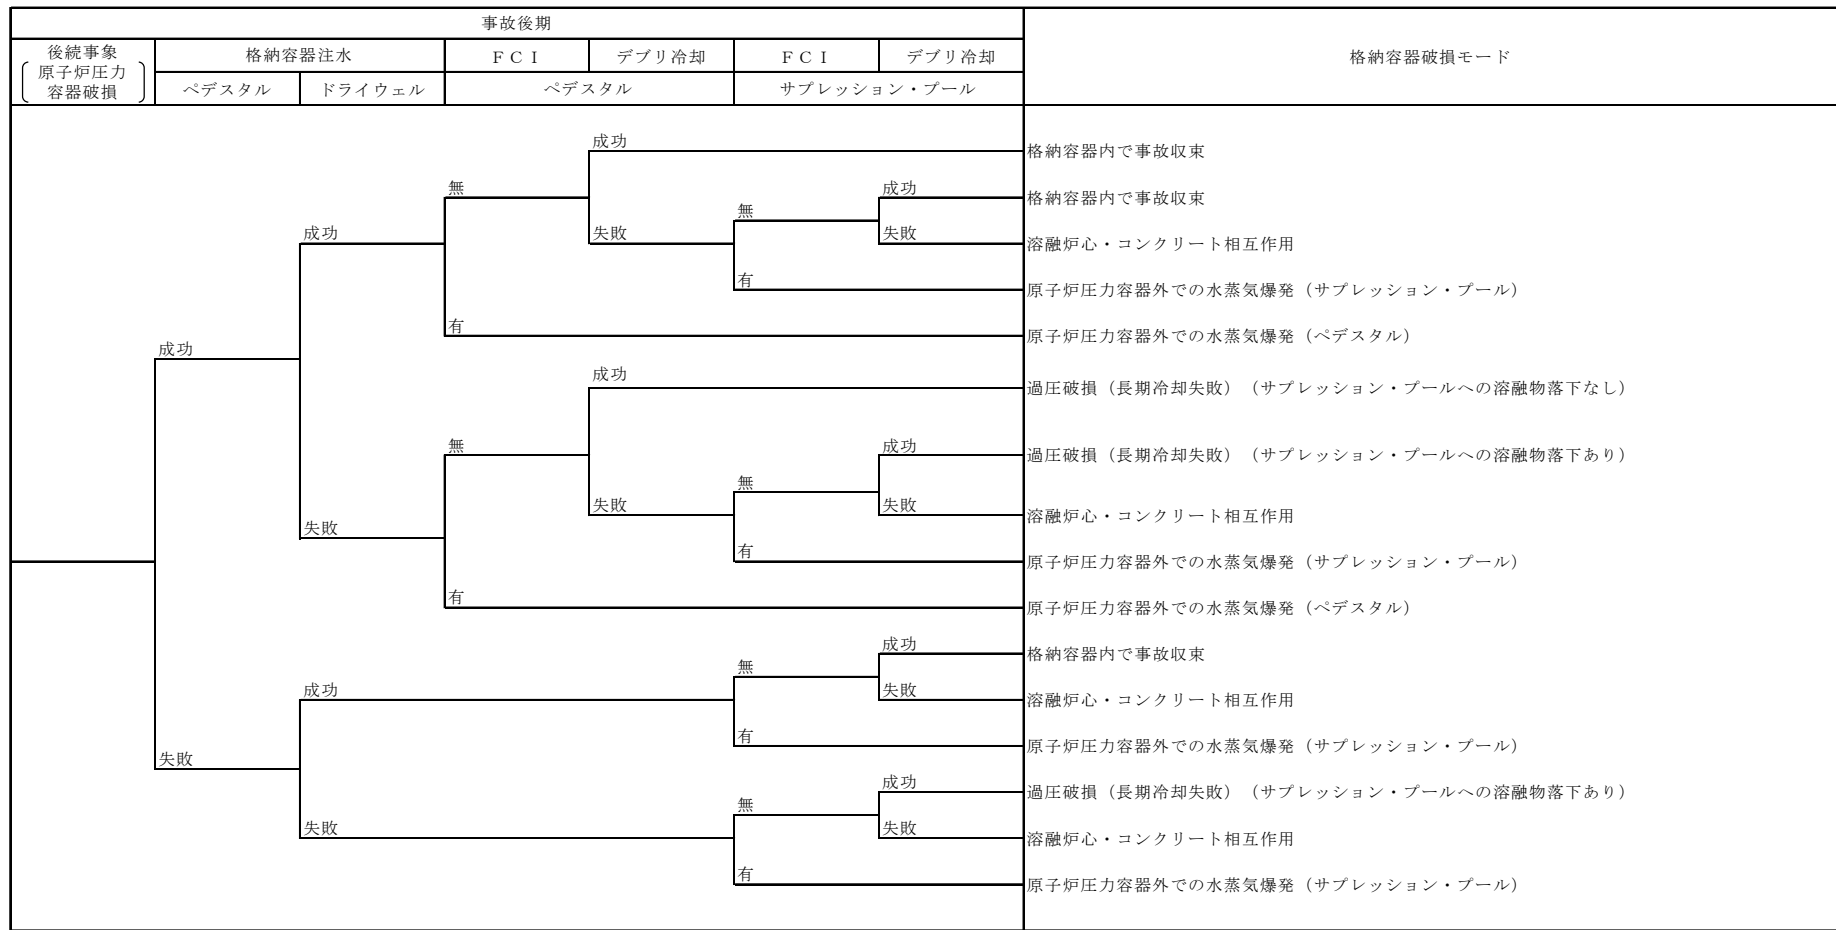 事故後期
後続事象
原子炉圧力
容器破損
格納容器注水
ＦＣＩ
デブリ冷却
ＦＣＩ
デブリ冷却
格納容器破損モード
ペデスタル
ドライウェル
ペデスタル
サプレッション・プール
成功
格納容器内で事故収束
無
成功
格納容器内で事故収束
無
成功
失敗
失敗
溶融炉心・コンクリート相互作用
有
原子炉圧力容器外での水蒸気爆発（サプレッション・プール）
有
原子炉圧力容器外での水蒸気爆発（ペデスタル）
成功
成功
過圧破損（長期冷却失敗）（サプレッション・プールへの溶融物落下なし）
無
成功
過圧破損（長期冷却失敗）（サプレッション・プールへの溶融物落下あり）
無
失敗
失敗
溶融炉心・コンクリート相互作用
失敗
有
原子炉圧力容器外での水蒸気爆発（サプレッション・プール）
有
原子炉圧力容器外での水蒸気爆発（ペデスタル）
成功
格納容器内で事故収束
無
成功
失敗
溶融炉心・コンクリート相互作用
有
原子炉圧力容器外での水蒸気爆発（サプレッション・プール）
失敗
成功
過圧破損（長期冷却失敗）（サプレッション・プールへの溶融物落下あり）
無
失敗
失敗
溶融炉心・コンクリート相互作用
有
原子炉圧力容器外での水蒸気爆発（サプレッション・プール）